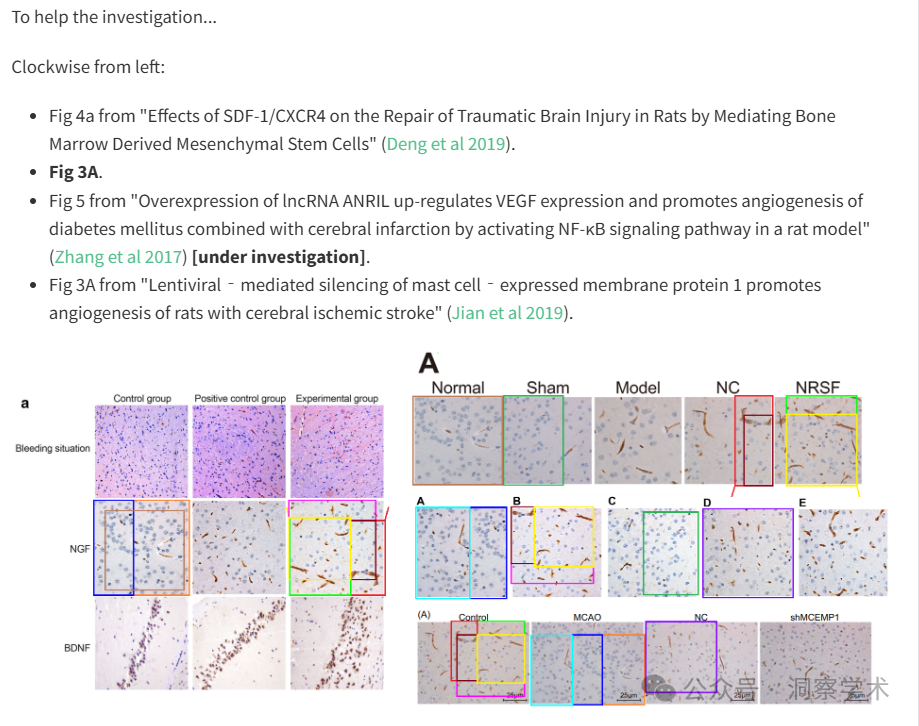 To help the investigation...
Clockwise from left:
Fig 4a from "Effects of SDF-1/CXCR4 on the Repair of Traumatic Brain Injury in Rats by Mediating Bone
Marrow Derived Mesenchymal Stem Cells" (Deng et al 2019).
Fig 3A.
Fig 5 from "Overexpression of lncRNA ANRIL up-regulates VEGF expression and promotes angiogenesis of
diabetes mellitus combined with cerebral infarction by activating NF-κB signaling pathway in a rat model"
(Zhang et al 2017) [under investigation].
Fig 3A from "Lentiviral‐mediated silencing of mast cell‐expressed membrane protein 1 promotes
angiogenesis of rats with cerebral ischemic stroke" (Jian et al 2019).
a
Control group Positive control group Experimental group
Bleeding situation
NGF
BDNF
A
Normal Sham Model NC NRSF
A B C D E
(A) Control MCAO NC shMCEMP1
25μm 25μm
公众号 · 洞察学术